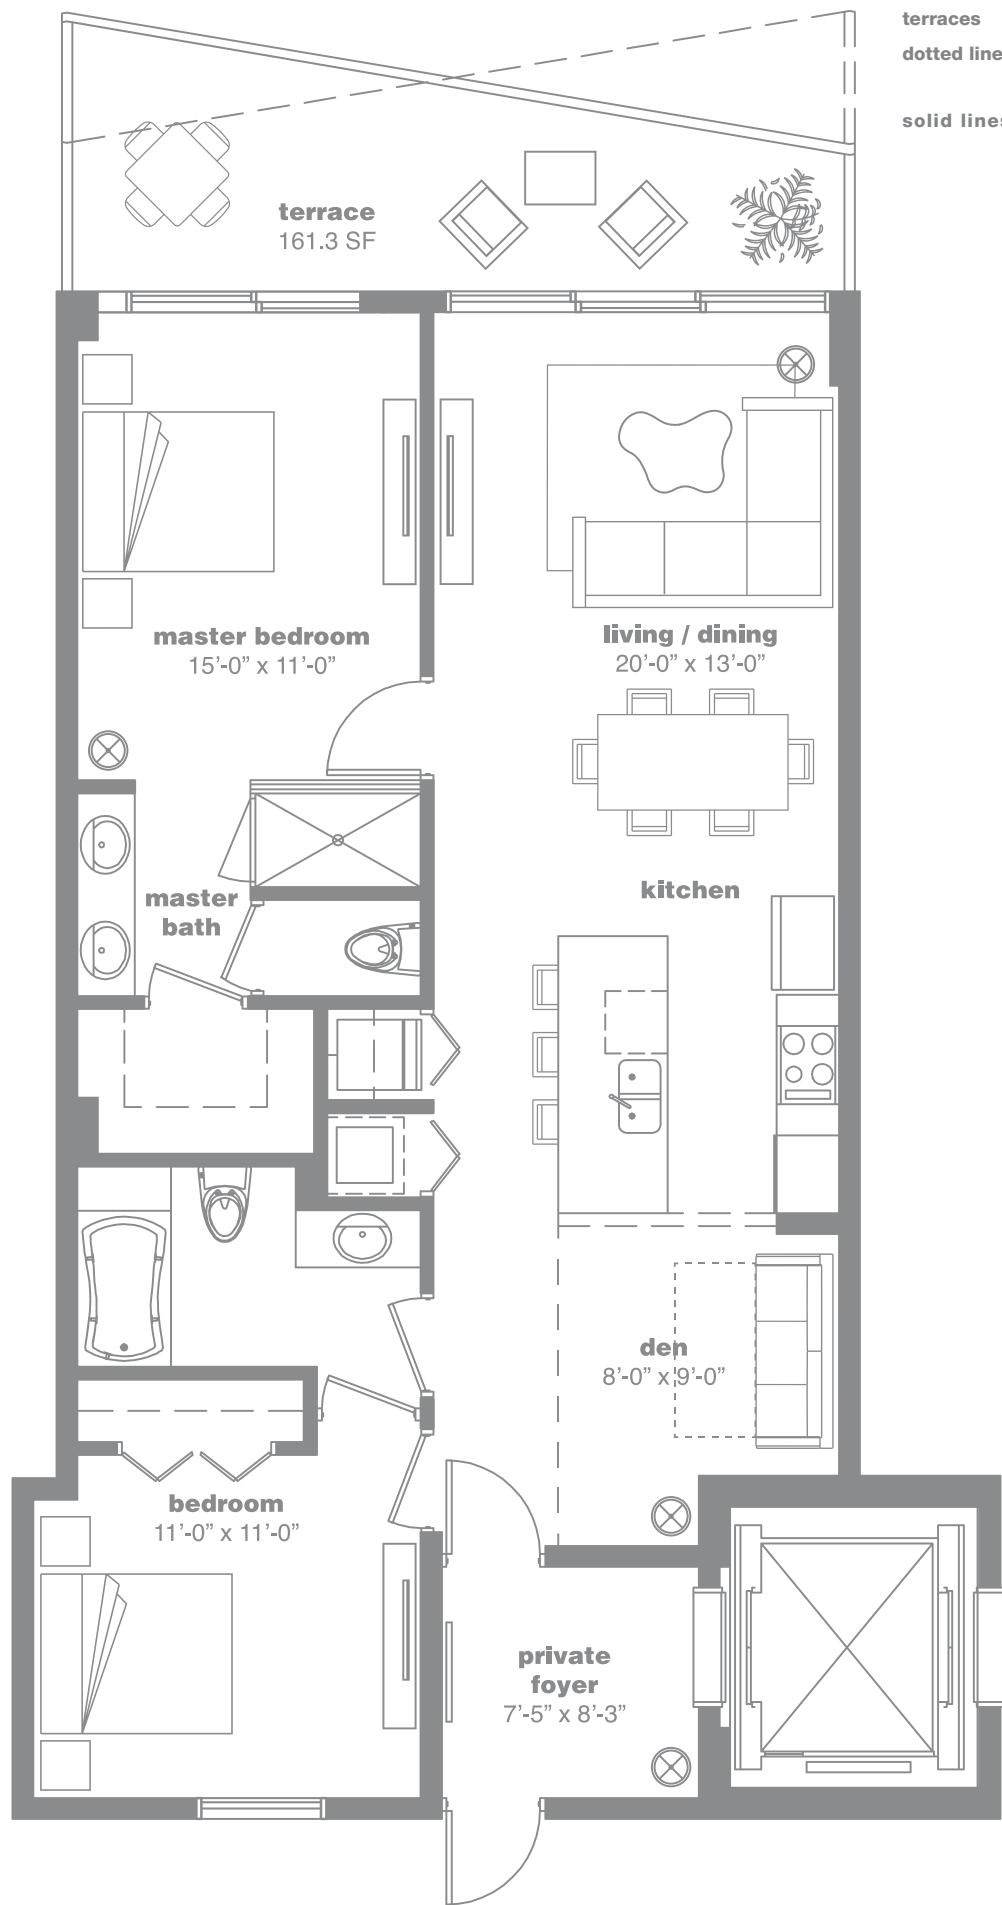 terraces
dotted line
solid lines
terrace
161.3 SF
master bedroom
15’-0” x 11’-0”
living / dining
20’-0” x 13’-0”
kitchen
master
bath
den
8’-0” x 9’-0”
bedroom
11’-0” x 11’-0”
private
foyer
7’-5” x 8’-3”